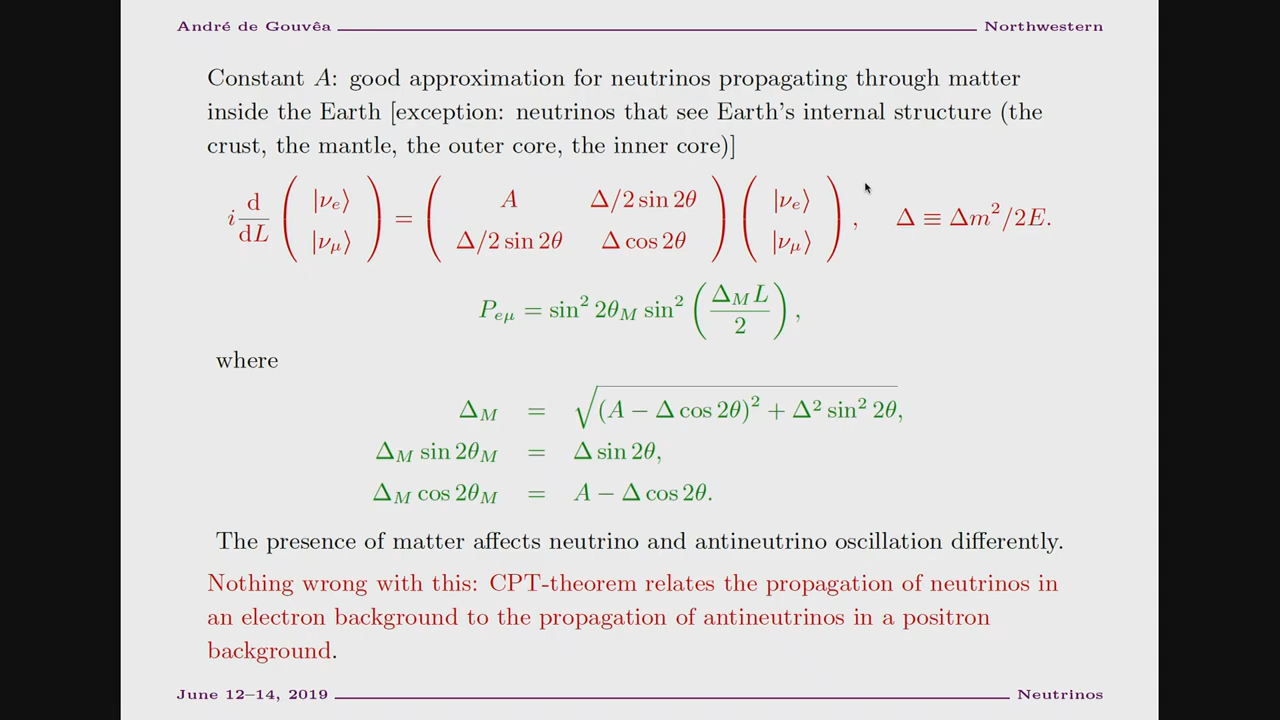 André de Gouvêa Northwestern
Constant A: good approximation for neutrinos propagating through matter
inside the Earth [exception: neutrinos that see Earth's internal structure (the
crust, the mantle, the outer core, the inner core)]
i d/dL ( |ν_e⟩ |ν_μ⟩ ) = ( A Δ/2 sin 2θ Δ/2 sin 2θ Δ cos 2θ ) ( |ν_e⟩ |ν_μ⟩ ), Δ ≡ Δm²/2E.
P_{eμ} = sin² 2θ_M sin² ( Δ_M L / 2 ),
where
Δ_M = √((A − Δ cos 2θ)² + Δ² sin² 2θ),
Δ_M sin 2θ_M = Δ sin 2θ,
Δ_M cos 2θ_M = A − Δ cos 2θ.
The presence of matter affects neutrino and antineutrino oscillation differently.
Nothing wrong with this: CPT-theorem relates the propagation of neutrinos in
an electron background to the propagation of antineutrinos in a positron
background.
June 12–14, 2019 Neutrinos